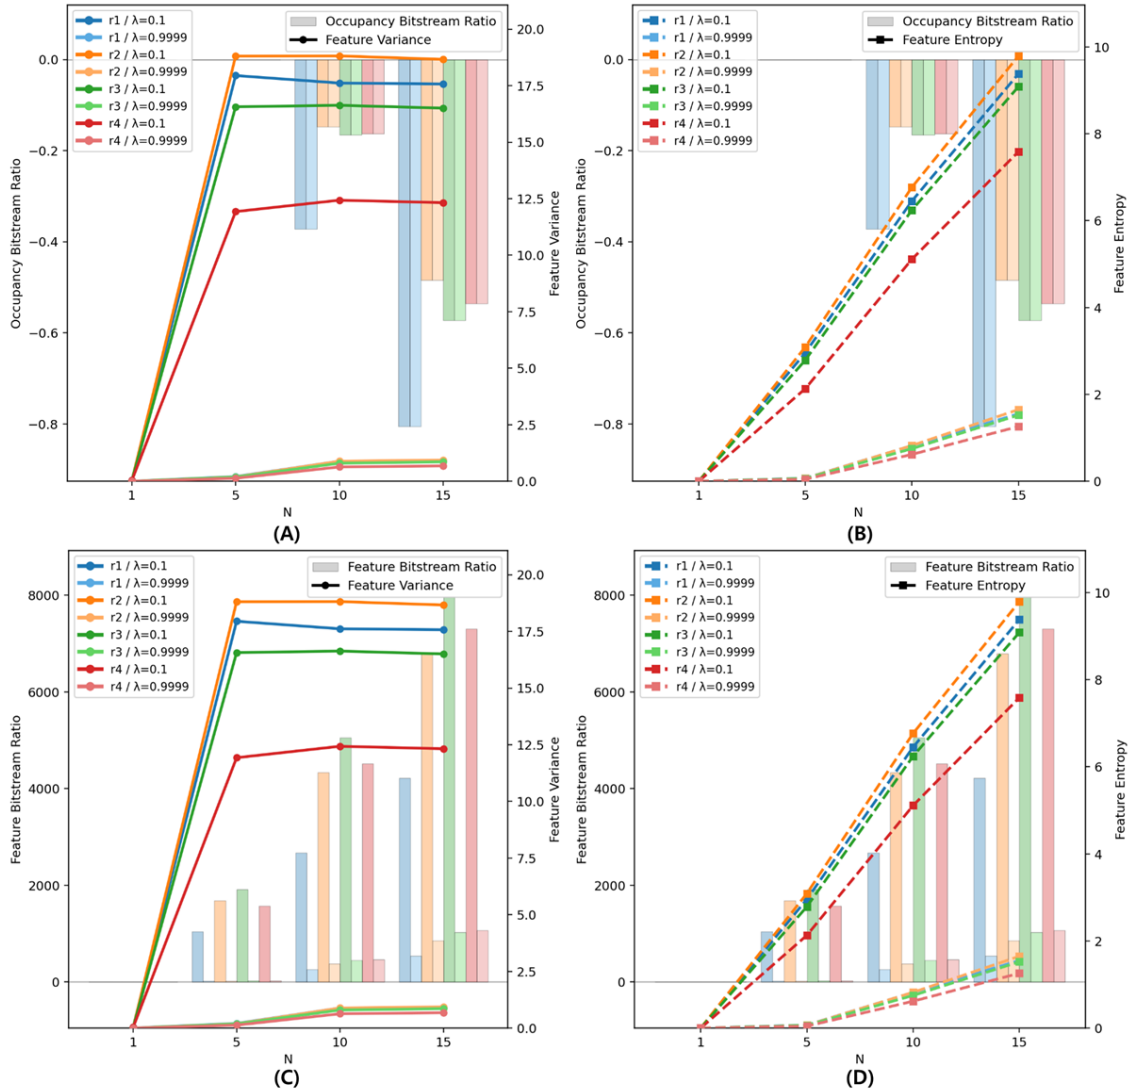 r1 / λ=0.1
r1 / λ=0.9999
r2 / λ=0.1
r2 / λ=0.9999
r3 / λ=0.1
r3 / λ=0.9999
r4 / λ=0.1
r4 / λ=0.9999
Occupancy Bitstream Ratio
Feature Variance
0.0
−0.2
−0.4
−0.6
−0.8
Occupancy Bitstream Ratio
20.0
17.5
15.0
12.5
10.0
7.5
5.0
2.5
0.0
Feature Variance
1
5
10
15
N
(A)
r1 / λ=0.1
r1 / λ=0.9999
r2 / λ=0.1
r2 / λ=0.9999
r3 / λ=0.1
r3 / λ=0.9999
r4 / λ=0.1
r4 / λ=0.9999
Occupancy Bitstream Ratio
Feature Entropy
0.0
−0.2
−0.4
−0.6
−0.8
Occupancy Bitstream Ratio
10
8
6
4
2
0
Feature Entropy
1
5
10
15
N
(B)
r1 / λ=0.1
r1 / λ=0.9999
r2 / λ=0.1
r2 / λ=0.9999
r3 / λ=0.1
r3 / λ=0.9999
r4 / λ=0.1
r4 / λ=0.9999
Feature Bitstream Ratio
Feature Variance
8000
6000
4000
2000
0
Feature Bitstream Ratio
20.0
17.5
15.0
12.5
10.0
7.5
5.0
2.5
0.0
Feature Variance
1
5
10
15
N
(C)
r1 / λ=0.1
r1 / λ=0.9999
r2 / λ=0.1
r2 / λ=0.9999
r3 / λ=0.1
r3 / λ=0.9999
r4 / λ=0.1
r4 / λ=0.9999
Feature Bitstream Ratio
Feature Entropy
8000
6000
4000
2000
0
Feature Bitstream Ratio
10
8
6
4
2
0
Feature Entropy
1
5
10
15
N
(D)